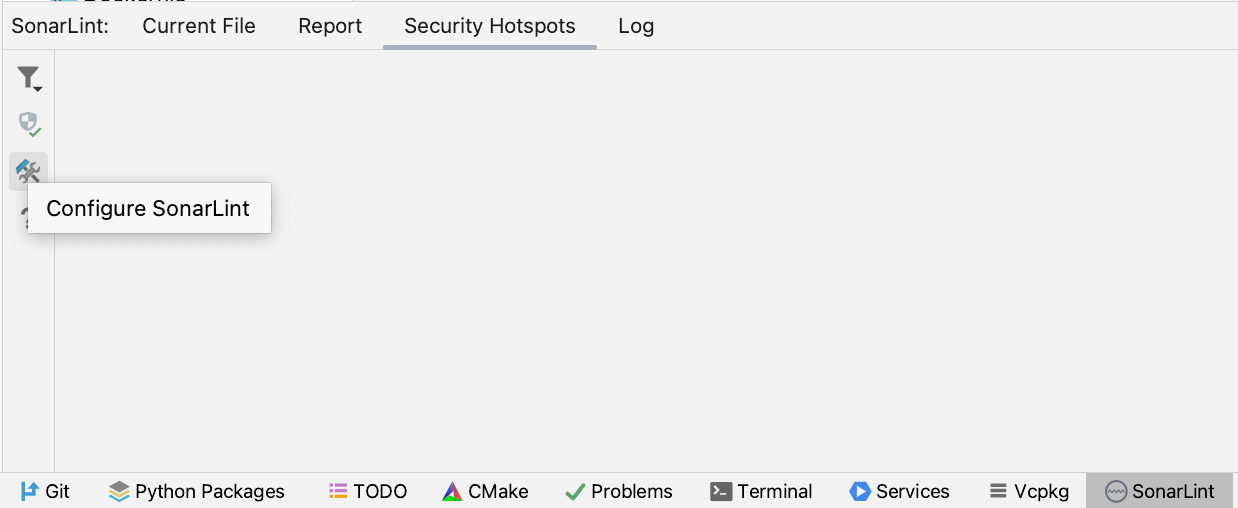 SonarLint: Current File Report Security Hotspots Log
Configure SonarLint
Git Python Packages TODO CMake Problems Terminal Services Vcpkg SonarLint